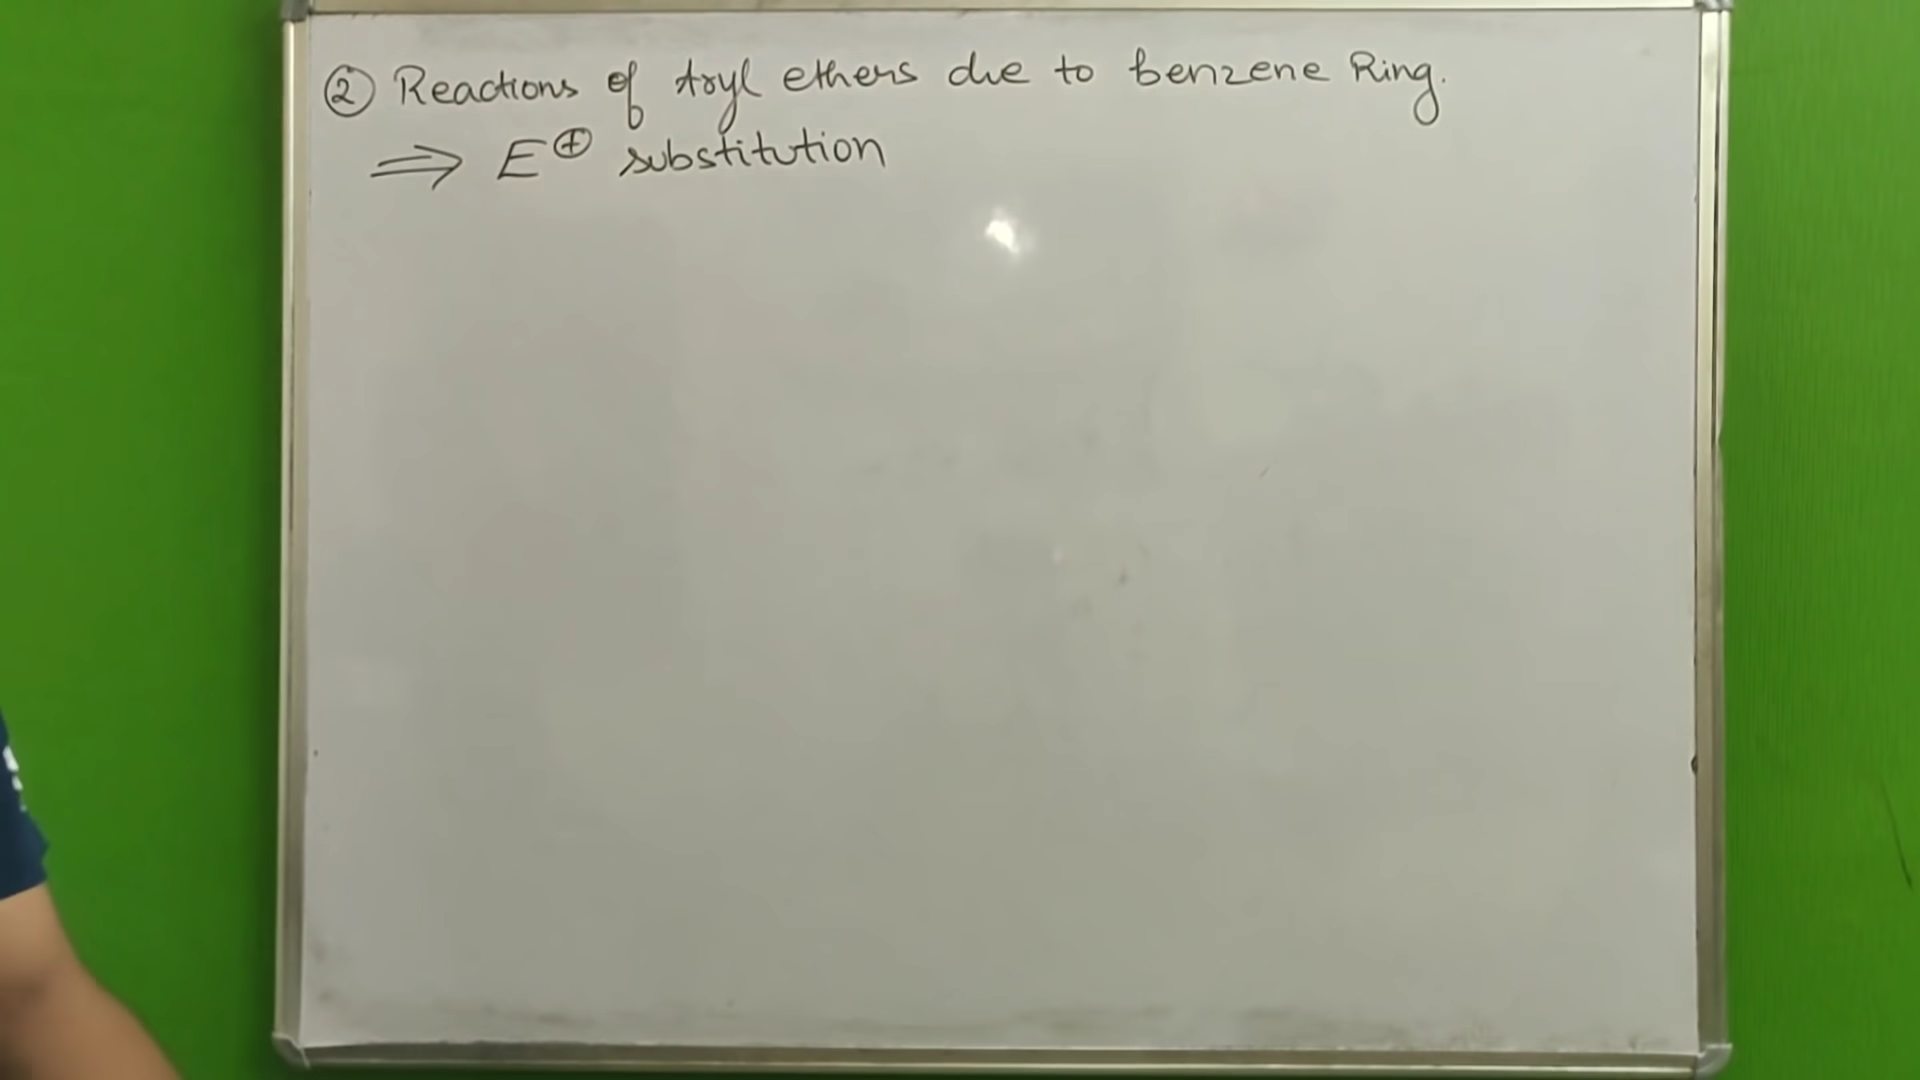 ② Reactions of Aryl ethers due to benzene Ring.
⇒ E⊕ substitution